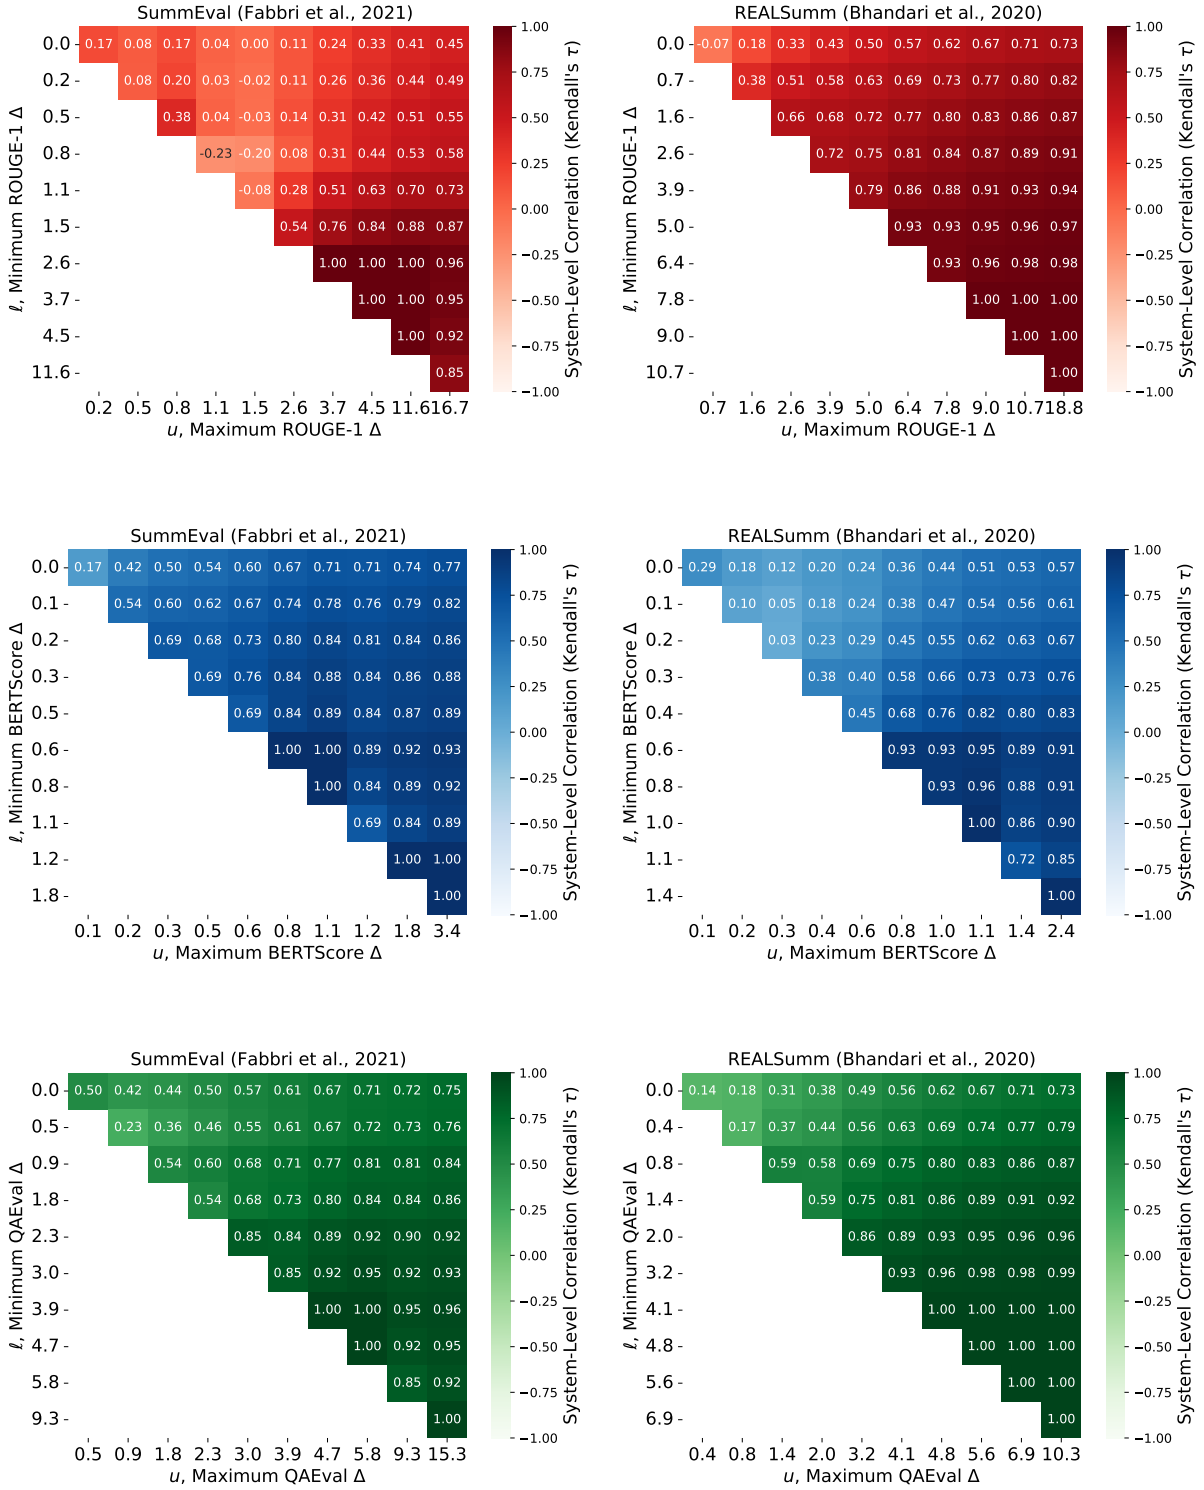 SummEval (Fabbri et al., 2021)
0.0 0.17 0.08 0.17 0.04 0.00 0.11 0.24 0.33 0.41 0.45
0.2 0.08 0.20 0.03 -0.02 0.11 0.26 0.36 0.44 0.49
0.5 0.38 0.04 -0.03 0.14 0.31 0.42 0.51 0.55
0.8 -0.23 -0.20 0.08 0.31 0.44 0.53 0.58
1.1 -0.08 0.28 0.51 0.63 0.70 0.73
1.5 0.54 0.76 0.84 0.88 0.87
2.6 1.00 1.00 1.00 0.96
3.7 1.00 1.00 0.95
4.5 1.00 0.92
11.6 0.85
0.2 0.5 0.8 1.1 1.5 2.6 3.7 4.5 11.6 16.7
u, Maximum ROUGE-1 Δ
ℓ, Minimum ROUGE-1 Δ
1.00
0.75
0.50
0.25
0.00
−0.25
−0.50
−0.75
−1.00
System-Level Correlation (Kendall's τ)
REALSumm (Bhandari et al., 2020)
0.0 -0.07 0.18 0.33 0.43 0.50 0.57 0.62 0.67 0.71 0.73
0.7 0.38 0.51 0.58 0.63 0.69 0.73 0.77 0.80 0.82
1.6 0.66 0.68 0.72 0.77 0.80 0.83 0.86 0.87
2.6 0.72 0.75 0.81 0.84 0.87 0.89 0.91
3.9 0.79 0.86 0.88 0.91 0.93 0.94
5.0 0.93 0.93 0.95 0.96 0.97
6.4 0.93 0.96 0.98 0.98
7.8 1.00 1.00 1.00
9.0 1.00 1.00
10.7 1.00
0.7 1.6 2.6 3.9 5.0 6.4 7.8 9.0 10.7 18.8
u, Maximum ROUGE-1 Δ
ℓ, Minimum ROUGE-1 Δ
1.00
0.75
0.50
0.25
0.00
−0.25
−0.50
−0.75
−1.00
System-Level Correlation (Kendall's τ)
SummEval (Fabbri et al., 2021)
0.0 0.17 0.42 0.50 0.54 0.60 0.67 0.71 0.71 0.74 0.77
0.1 0.54 0.60 0.62 0.67 0.74 0.78 0.76 0.79 0.82
0.2 0.69 0.68 0.73 0.80 0.84 0.81 0.84 0.86
0.3 0.69 0.76 0.84 0.88 0.84 0.86 0.88
0.5 0.69 0.84 0.89 0.84 0.87 0.89
0.6 1.00 1.00 0.89 0.92 0.93
0.8 1.00 0.84 0.89 0.92
1.1 0.69 0.84 0.89
1.2 1.00 1.00
1.8 1.00
0.1 0.2 0.3 0.5 0.6 0.8 1.1 1.2 1.8 3.4
u, Maximum BERTScore Δ
ℓ, Minimum BERTScore Δ
1.00
0.75
0.50
0.25
0.00
−0.25
−0.50
−0.75
−1.00
System-Level Correlation (Kendall's τ)
REALSumm (Bhandari et al., 2020)
0.0 0.29 0.18 0.12 0.20 0.24 0.36 0.44 0.51 0.53 0.57
0.1 0.10 0.05 0.18 0.24 0.38 0.47 0.54 0.56 0.61
0.2 0.03 0.23 0.29 0.45 0.55 0.62 0.63 0.67
0.3 0.38 0.40 0.58 0.66 0.73 0.73 0.76
0.4 0.45 0.68 0.76 0.82 0.80 0.83
0.6 0.93 0.93 0.95 0.89 0.91
0.8 0.93 0.96 0.88 0.91
1.0 1.00 0.86 0.90
1.1 0.72 0.85
1.4 1.00
0.1 0.2 0.3 0.4 0.6 0.8 1.0 1.1 1.4 2.4
u, Maximum BERTScore Δ
ℓ, Minimum BERTScore Δ
1.00
0.75
0.50
0.25
0.00
−0.25
−0.50
−0.75
−1.00
System-Level Correlation (Kendall's τ)
SummEval (Fabbri et al., 2021)
0.0 0.50 0.42 0.44 0.50 0.57 0.61 0.67 0.71 0.72 0.75
0.5 0.23 0.36 0.46 0.55 0.61 0.67 0.72 0.73 0.76
0.9 0.54 0.60 0.68 0.71 0.77 0.81 0.81 0.84
1.8 0.54 0.68 0.73 0.80 0.84 0.84 0.86
2.3 0.85 0.84 0.89 0.92 0.90 0.92
3.0 0.85 0.92 0.95 0.92 0.93
3.9 1.00 1.00 0.95 0.96
4.7 1.00 0.92 0.95
5.8 0.85 0.92
9.3 1.00
0.5 0.9 1.8 2.3 3.0 3.9 4.7 5.8 9.3 15.3
u, Maximum QAEval Δ
ℓ, Minimum QAEval Δ
1.00
0.75
0.50
0.25
0.00
−0.25
−0.50
−0.75
−1.00
System-Level Correlation (Kendall's τ)
REALSumm (Bhandari et al., 2020)
0.0 0.14 0.18 0.31 0.38 0.49 0.56 0.62 0.67 0.71 0.73
0.4 0.17 0.37 0.44 0.56 0.63 0.69 0.74 0.77 0.79
0.8 0.59 0.58 0.69 0.75 0.80 0.83 0.86 0.87
1.4 0.59 0.75 0.81 0.86 0.89 0.91 0.92
2.0 0.86 0.89 0.93 0.95 0.96 0.96
3.2 0.93 0.96 0.98 0.98 0.99
4.1 1.00 1.00 1.00 1.00
4.8 1.00 1.00 1.00
5.6 1.00 1.00
6.9 1.00
0.4 0.8 1.4 2.0 3.2 4.1 4.8 5.6 6.9 10.3
u, Maximum QAEval Δ
ℓ, Minimum QAEval Δ
1.00
0.75
0.50
0.25
0.00
−0.25
−0.50
−0.75
−1.00
System-Level Correlation (Kendall's τ)